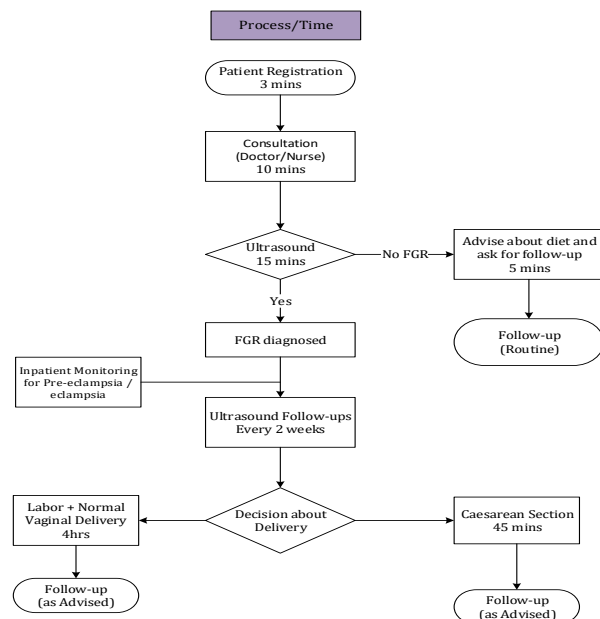 Process/Time
Patient Registration
3 mins
Consultation
(Doctor/Nurse)
10 mins
Ultrasound
15 mins
No FGR
Advise about diet and
ask for follow-up
5 mins
Yes
Follow-up
(Routine)
FGR diagnosed
Inpatient Monitoring
for Pre-eclampsia /
eclampsia
Ultrasound Follow-ups
Every 2 weeks
Labor + Normal
Vaginal Delivery
4hrs
Decision about
Delivery
Caesarean Section
45 mins
Follow-up
(as Advised)
Follow-up
(as Advised)